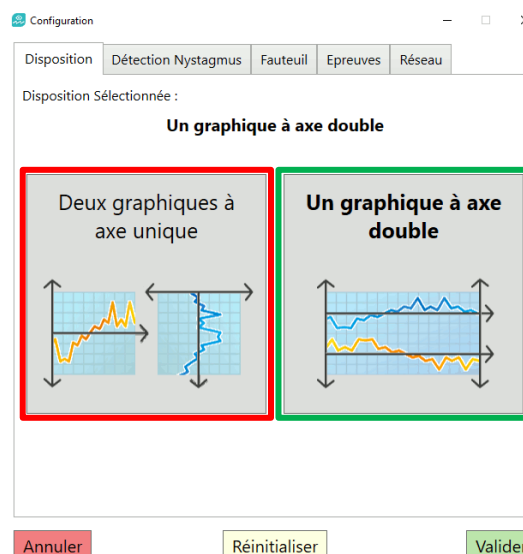 Configuration
Disposition Détection Nystagmus Fauteuil Epreuves Réseau
Disposition Sélectionnée :
Un graphique à axe double
Deux graphiques à
axe unique
Un graphique à axe
double
Annuler Réinitialiser Valider